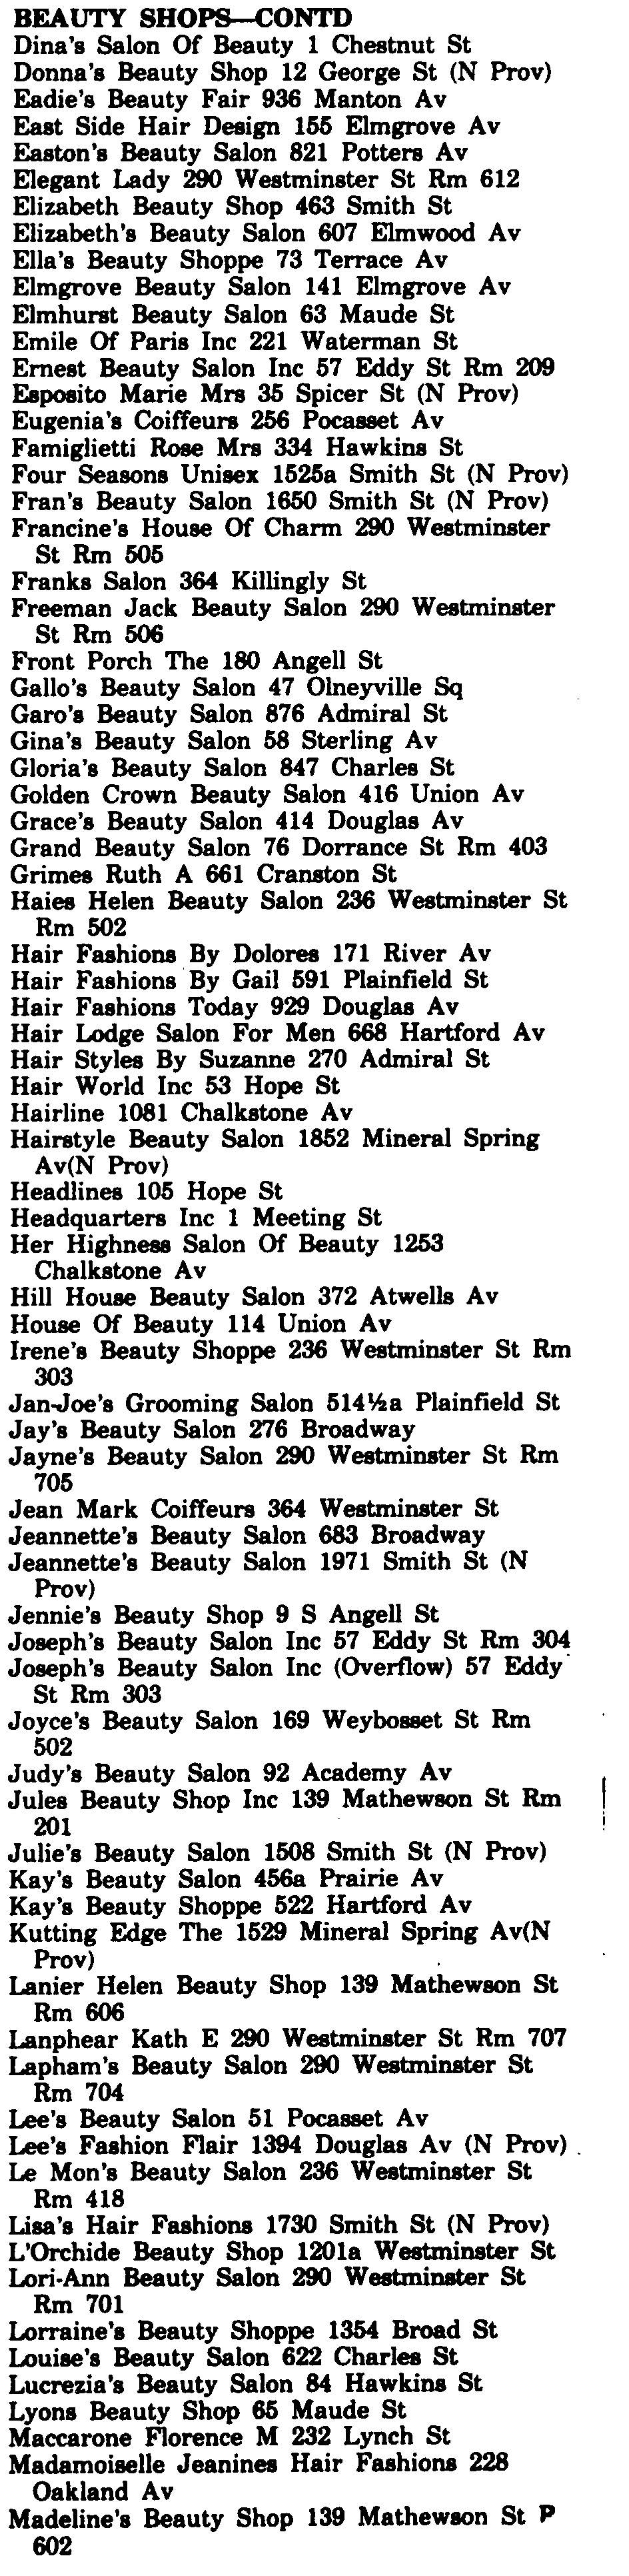 BEAUTY SHOPS—CONTD
Dina's Salon Of Beauty 1 Chestnut St
Donna's Beauty Shop 12 George St (N Prov)
Eadie's Beauty Fair 936 Manton Av
East Side Hair Design 155 Elmgrove Av
Easton's Beauty Salon 821 Potters Av
Elegant Lady 290 Westminster St Rm 612
Elizabeth Beauty Shop 463 Smith St
Elizabeth's Beauty Salon 607 Elmwood Av
Ella's Beauty Shoppe 73 Terrace Av
Elmgrove Beauty Salon 141 Elmgrove Av
Elmhurst Beauty Salon 63 Maude St
Emile Of Paris Inc 221 Waterman St
Ernest Beauty Salon Inc 57 Eddy St Rm 209
Esposito Marie Mrs 35 Spicer St (N Prov)
Eugenia's Coiffeurs 256 Pocasset Av
Famiglietti Rose Mrs 334 Hawkins St
Four Seasons Unisex 1525a Smith St (N Prov)
Fran's Beauty Salon 1650 Smith St (N Prov)
Francine's House Of Charm 290 Westminster
St Rm 505
Franks Salon 364 Killingly St
Freeman Jack Beauty Salon 290 Westminster
St Rm 506
Front Porch The 180 Angell St
Gallo's Beauty Salon 47 Olneyville Sq
Garo's Beauty Salon 876 Admiral St
Gina's Beauty Salon 58 Sterling Av
Gloria's Beauty Salon 847 Charles St
Golden Crown Beauty Salon 416 Union Av
Grace's Beauty Salon 414 Douglas Av
Grand Beauty Salon 76 Dorrance St Rm 403
Grimes Ruth A 661 Cranston St
Haies Helen Beauty Salon 236 Westminster St
Rm 502
Hair Fashions By Dolores 171 River Av
Hair Fashions By Gail 591 Plainfield St
Hair Fashions Today 929 Douglas Av
Hair Lodge Salon For Men 668 Hartford Av
Hair Styles By Suzanne 270 Admiral St
Hair World Inc 53 Hope St
Hairline 1081 Chalkstone Av
Hairstyle Beauty Salon 1852 Mineral Spring
Av(N Prov)
Headlines 105 Hope St
Headquarters Inc 1 Meeting St
Her Highness Salon Of Beauty 1253
Chalkstone Av
Hill House Beauty Salon 372 Atwells Av
House Of Beauty 114 Union Av
Irene's Beauty Shoppe 236 Westminster St Rm
303
Jan-Joe's Grooming Salon 514½a Plainfield St
Jay's Beauty Salon 276 Broadway
Jayne's Beauty Salon 290 Westminster St Rm
705
Jean Mark Coiffeurs 364 Westminster St
Jeannette's Beauty Salon 683 Broadway
Jeannette's Beauty Salon 1971 Smith St (N
Prov)
Jennie's Beauty Shop 9 S Angell St
Joseph's Beauty Salon Inc 57 Eddy St Rm 304
Joseph's Beauty Salon Inc (Overflow) 57 Eddy
St Rm 303
Joyce's Beauty Salon 169 Weybosset St Rm
502
Judy's Beauty Salon 92 Academy Av
Jules Beauty Shop Inc 139 Mathewson St Rm
201
Julie's Beauty Salon 1508 Smith St (N Prov)
Kay's Beauty Salon 456a Prairie Av
Kay's Beauty Shoppe 522 Hartford Av
Kutting Edge The 1529 Mineral Spring Av(N
Prov)
Lanier Helen Beauty Shop 139 Mathewson St
Rm 606
Lanphear Kath E 290 Westminster St Rm 707
Lapham's Beauty Salon 290 Westminster St
Rm 704
Lee's Beauty Salon 51 Pocasset Av
Lee's Fashion Flair 1394 Douglas Av (N Prov)
Le Mon's Beauty Salon 236 Westminster St
Rm 418
Lisa's Hair Fashions 1730 Smith St (N Prov)
L'Orchide Beauty Shop 1201a Westminster St
Lori-Ann Beauty Salon 290 Westminster St
Rm 701
Lorraine's Beauty Shoppe 1354 Broad St
Louise's Beauty Salon 622 Charles St
Lucrezia's Beauty Salon 84 Hawkins St
Lyons Beauty Shop 65 Maude St
Maccarone Florence M 232 Lynch St
Madamoiselle Jeanines Hair Fashions 228
Oakland Av
Madeline's Beauty Shop 139 Mathewson St
602